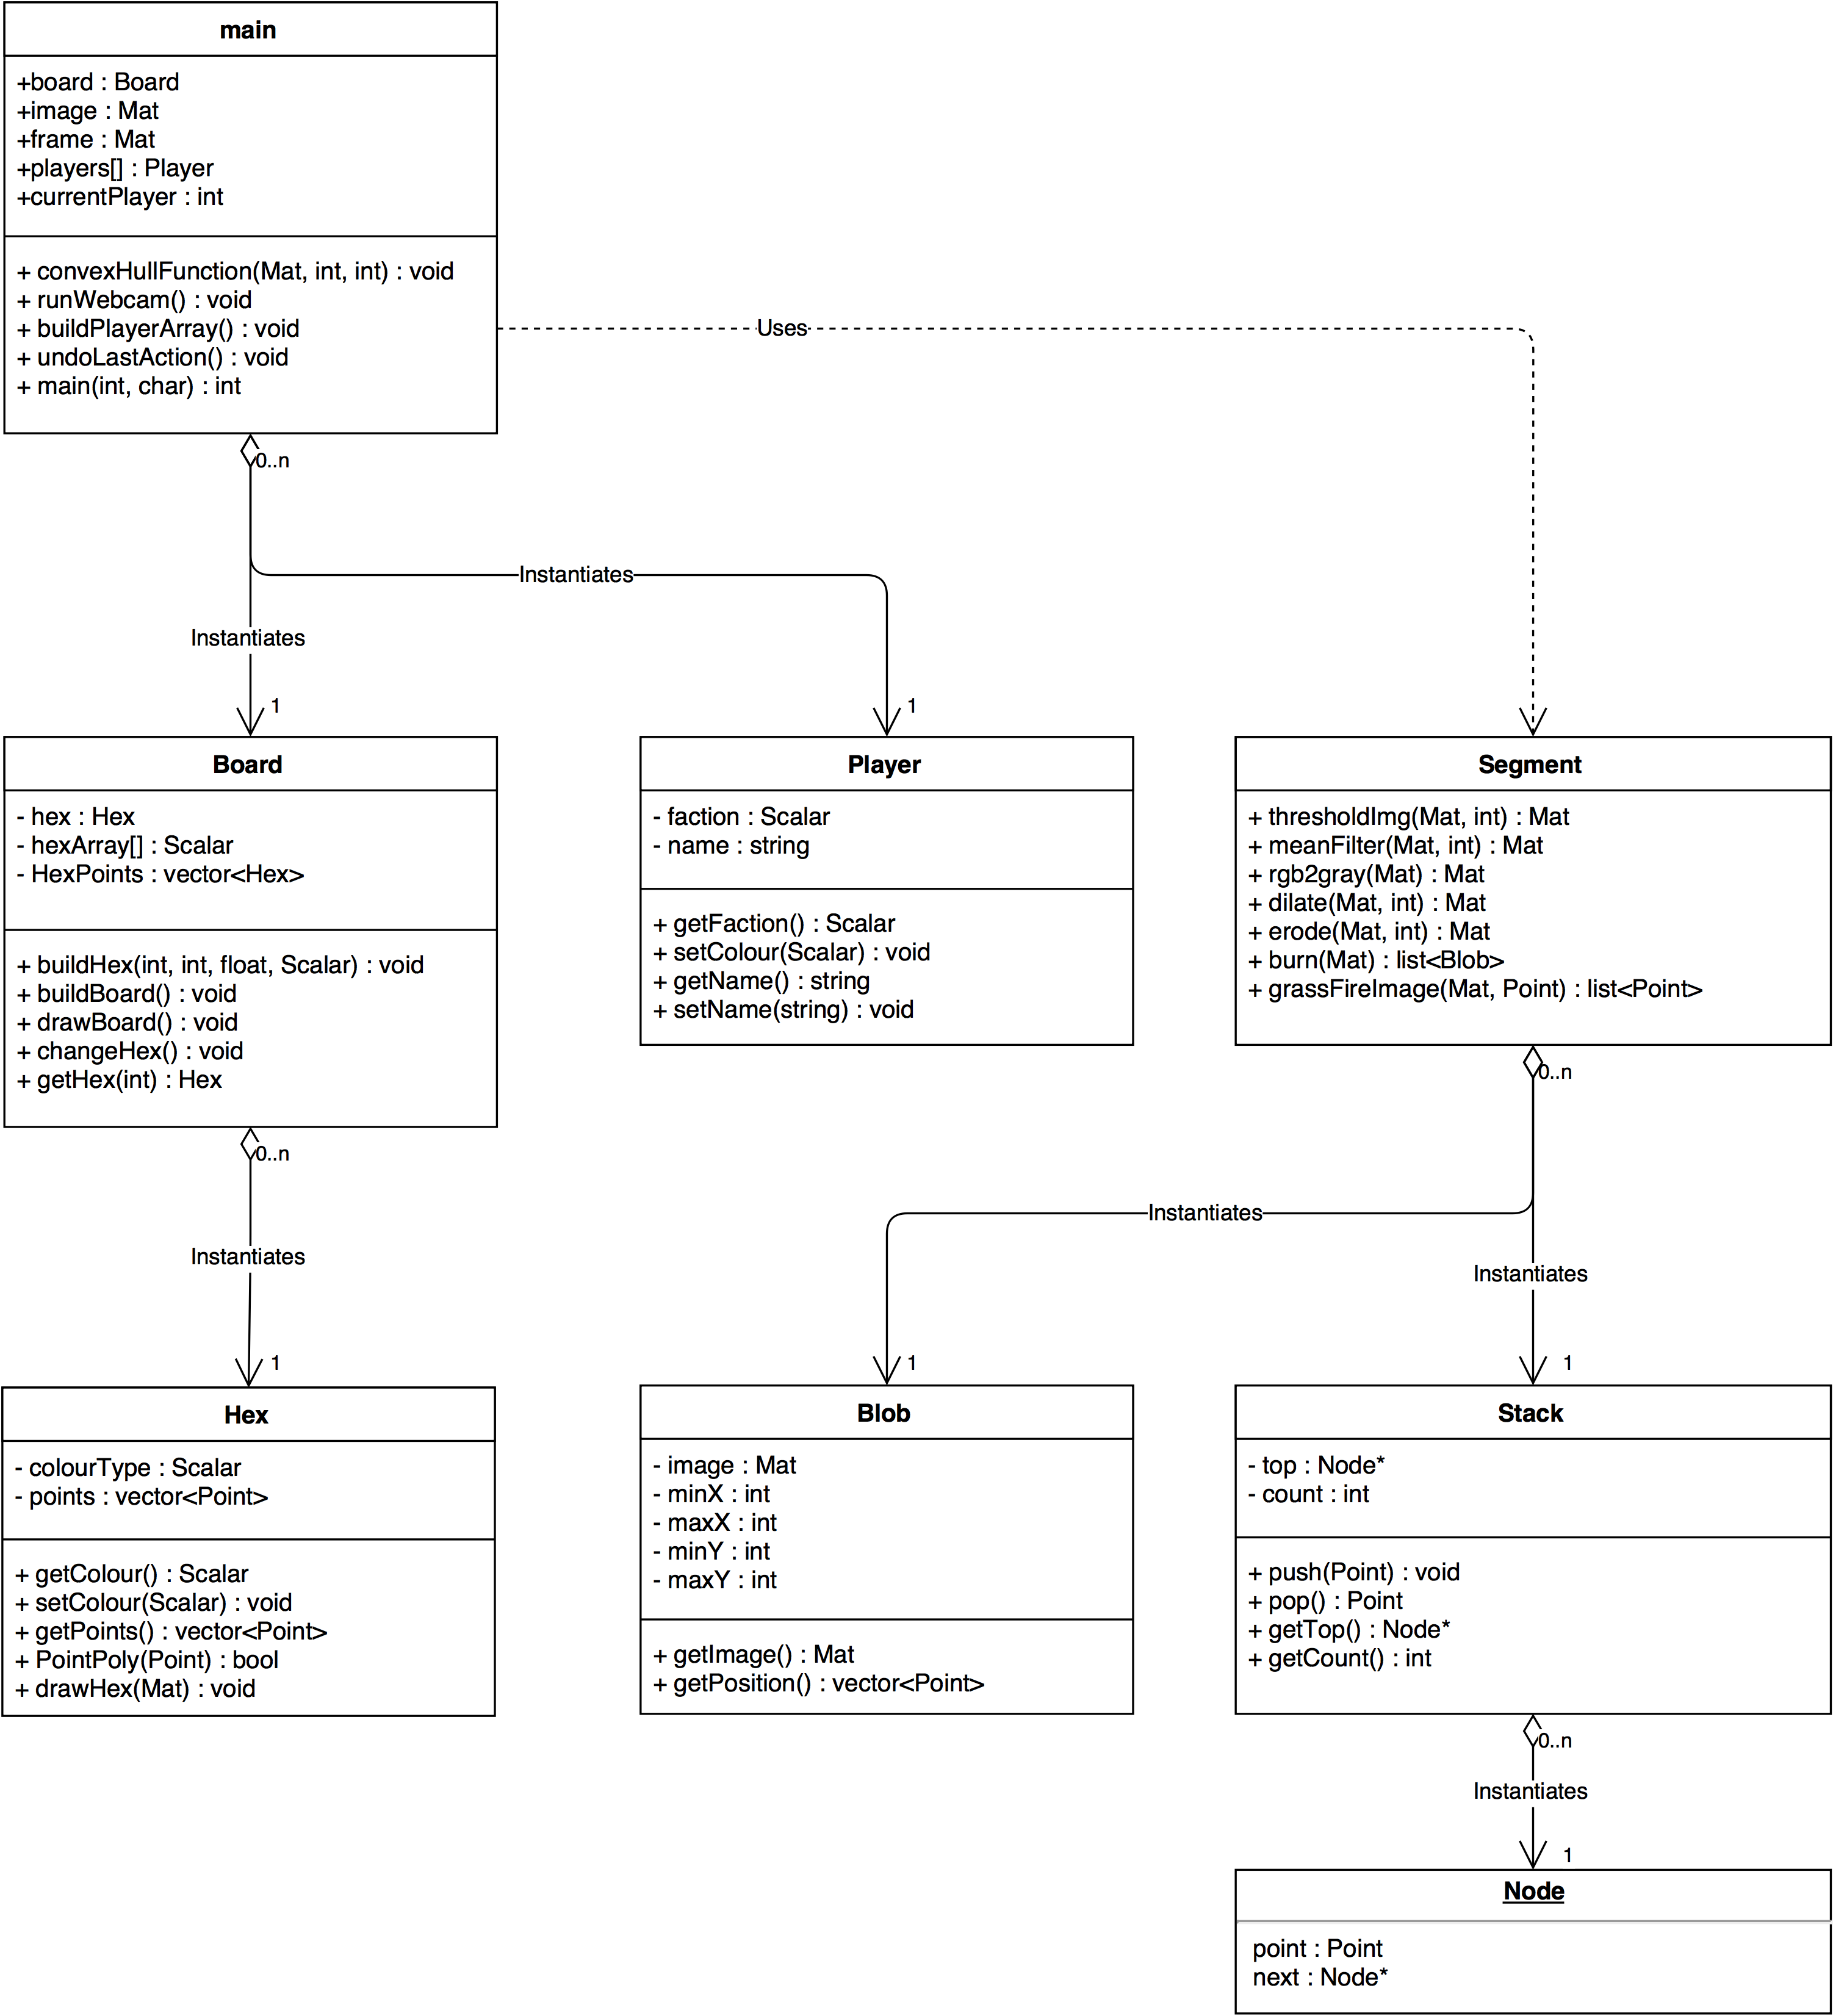 main
+board : Board
+image : Mat
+frame : Mat
+players[] : Player
+currentPlayer : int
+ convexHullFunction(Mat, int, int) : void
+ runWebcam() : void
+ buildPlayerArray() : void
+ undoLastAction() : void
+ main(int, char) : int
Uses
0..n
Instantiates
Instantiates
1
1
Board
- hex : Hex
- hexArray[] : Scalar
- HexPoints : vector<Hex>
+ buildHex(int, int, float, Scalar) : void
+ buildBoard() : void
+ drawBoard() : void
+ changeHex() : void
+ getHex(int) : Hex
Player
- faction : Scalar
- name : string
+ getFaction() : Scalar
+ setColour(Scalar) : void
+ getName() : string
+ setName(string) : void
Segment
+ thresholdImg(Mat, int) : Mat
+ meanFilter(Mat, int) : Mat
+ rgb2gray(Mat) : Mat
+ dilate(Mat, int) : Mat
+ erode(Mat, int) : Mat
+ burn(Mat) : list<Blob>
+ grassFireImage(Mat, Point) : list<Point>
0..n
0..n
Instantiates
Instantiates
Instantiates
1
1
1
Hex
- colourType : Scalar
- points : vector<Point>
+ getColour() : Scalar
+ setColour(Scalar) : void
+ getPoints() : vector<Point>
+ PointPoly(Point) : bool
+ drawHex(Mat) : void
Blob
- image : Mat
- minX : int
- maxX : int
- minY : int
- maxY : int
+ getImage() : Mat
+ getPosition() : vector<Point>
Stack
- top : Node*
- count : int
+ push(Point) : void
+ pop() : Point
+ getTop() : Node*
+ getCount() : int
0..n
Instantiates
1
Node
point : Point
next : Node*